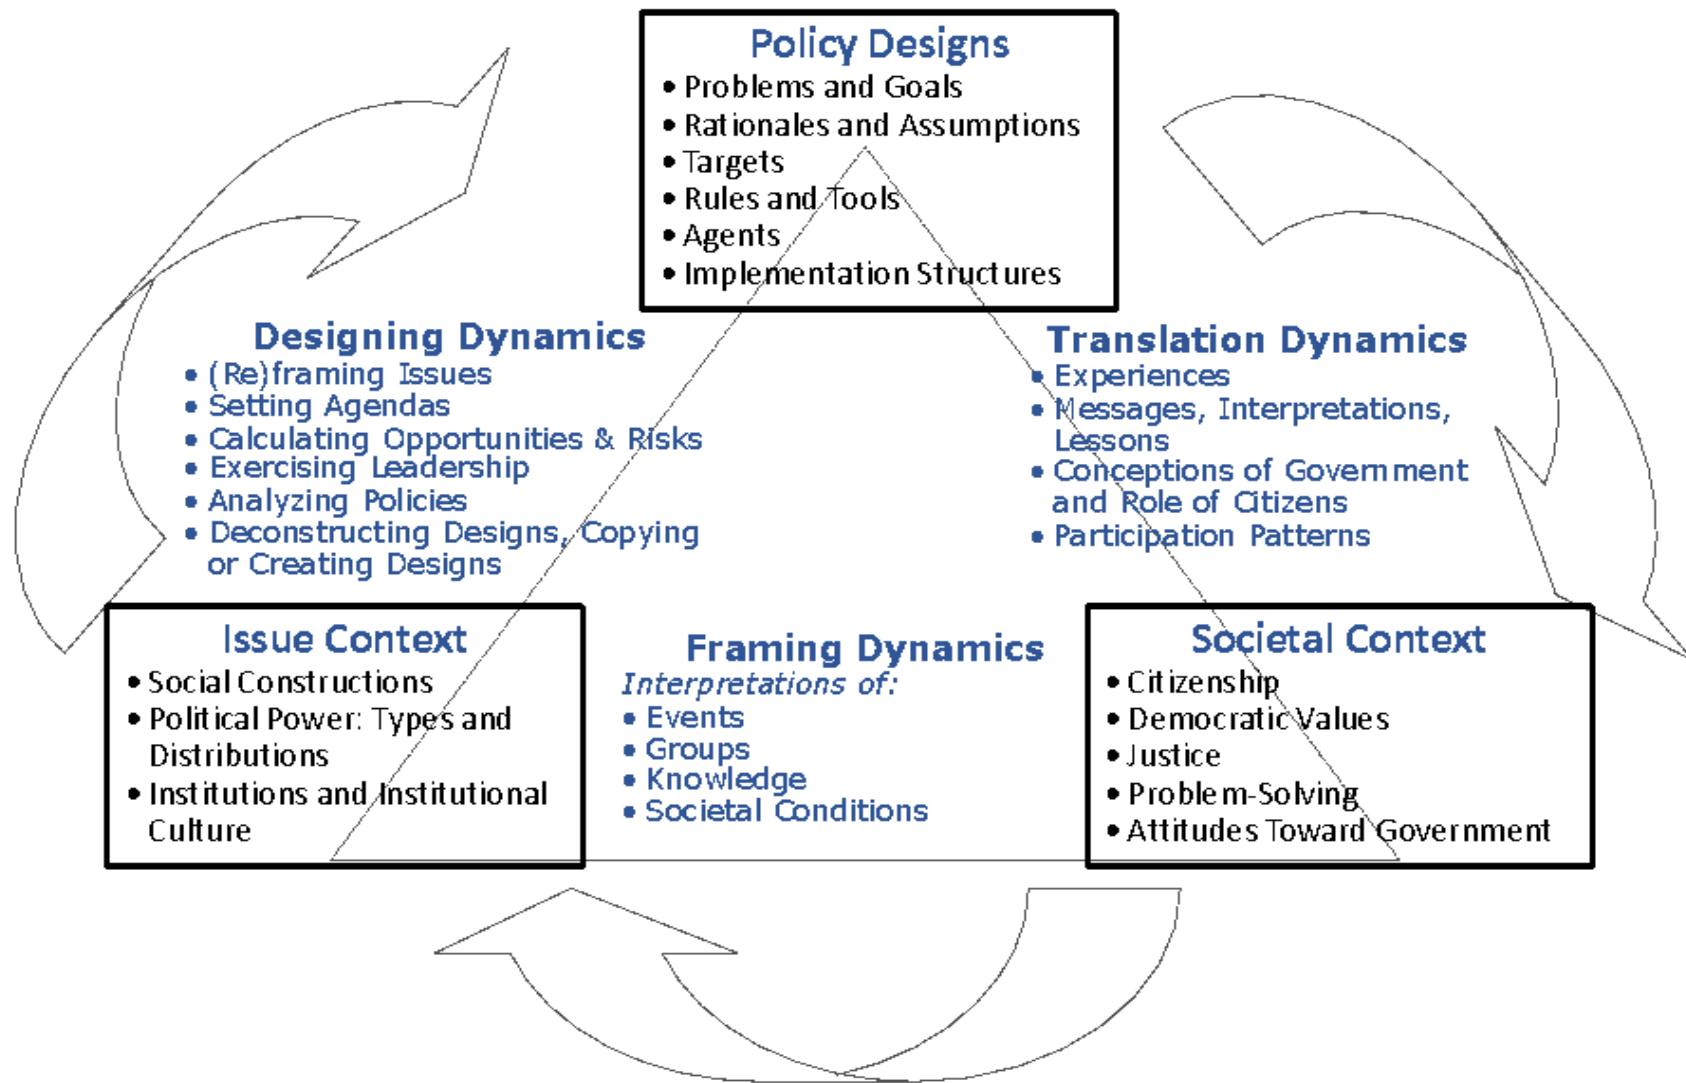 Policy Designs
• Problems and Goals
• Rationales and Assumptions
• Targets
• Rules and Tools
• Agents
• Implementation Structures
Designing Dynamics
• (Re)framing Issues
• Setting Agendas
• Calculating Opportunities & Risks
• Exercising Leadership
• Analyzing Policies
• Deconstructing Designs, Copying
or Creating Designs
Translation Dynamics
• Experiences
• Messages, Interpretations,
Lessons
• Conceptions of Government
and Role of Citizens
• Participation Patterns
Issue Context
• Social Constructions
• Political Power: Types and
Distributions
• Institutions and Institutional
Culture
Framing Dynamics
Interpretations of:
• Events
• Groups
• Knowledge
• Societal Conditions
Societal Context
• Citizenship
• Democratic Values
• Justice
• Problem-Solving
• Attitudes Toward Government